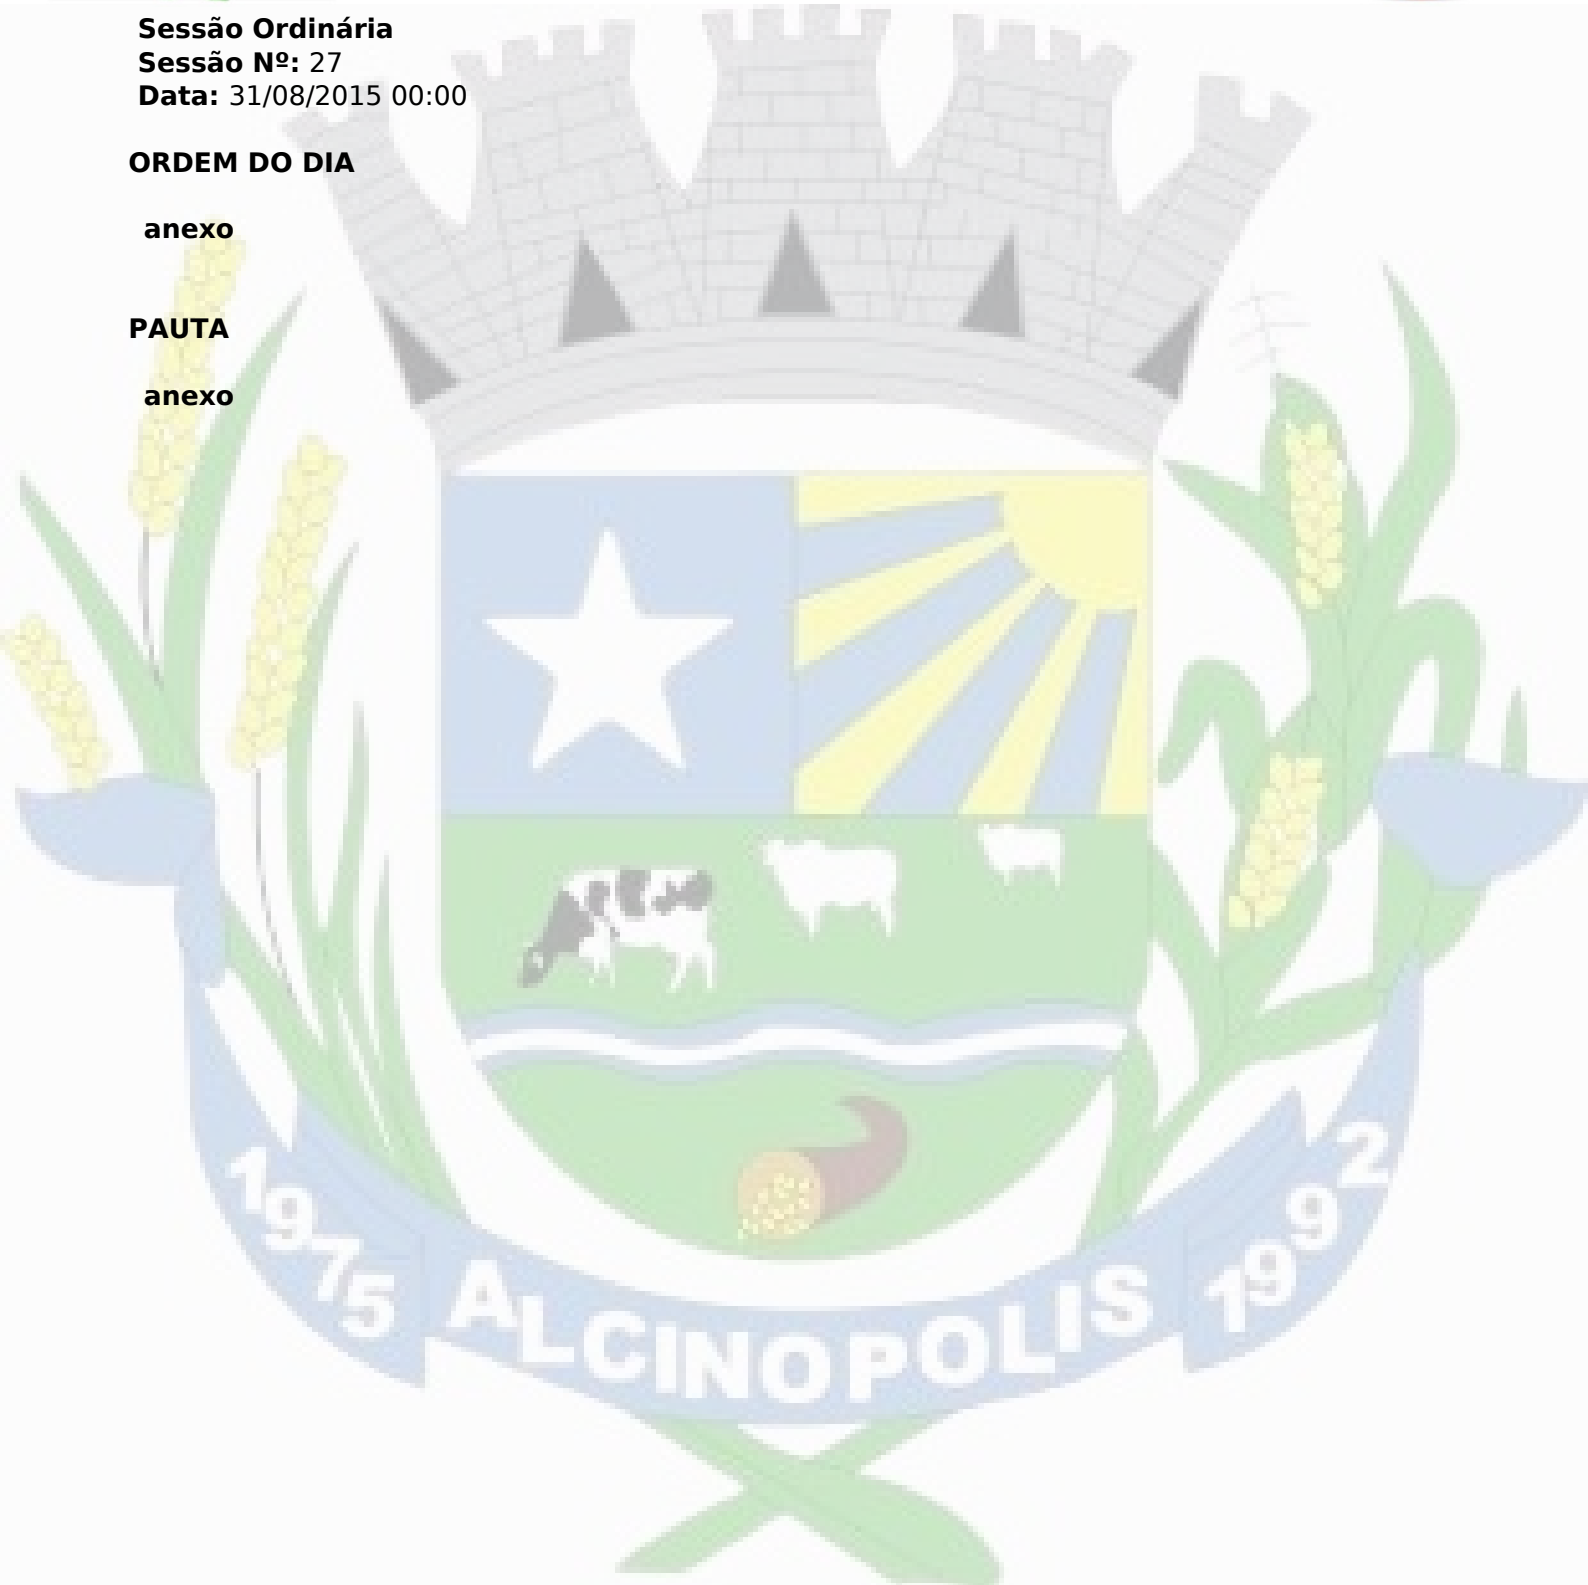 Sessão Ordinária
Sessão Nº: 27
Data: 31/08/2015 00:00
ORDEM DO DIA
anexo
PAUTA
anexo
1975 ALCINOPOLIS 1992